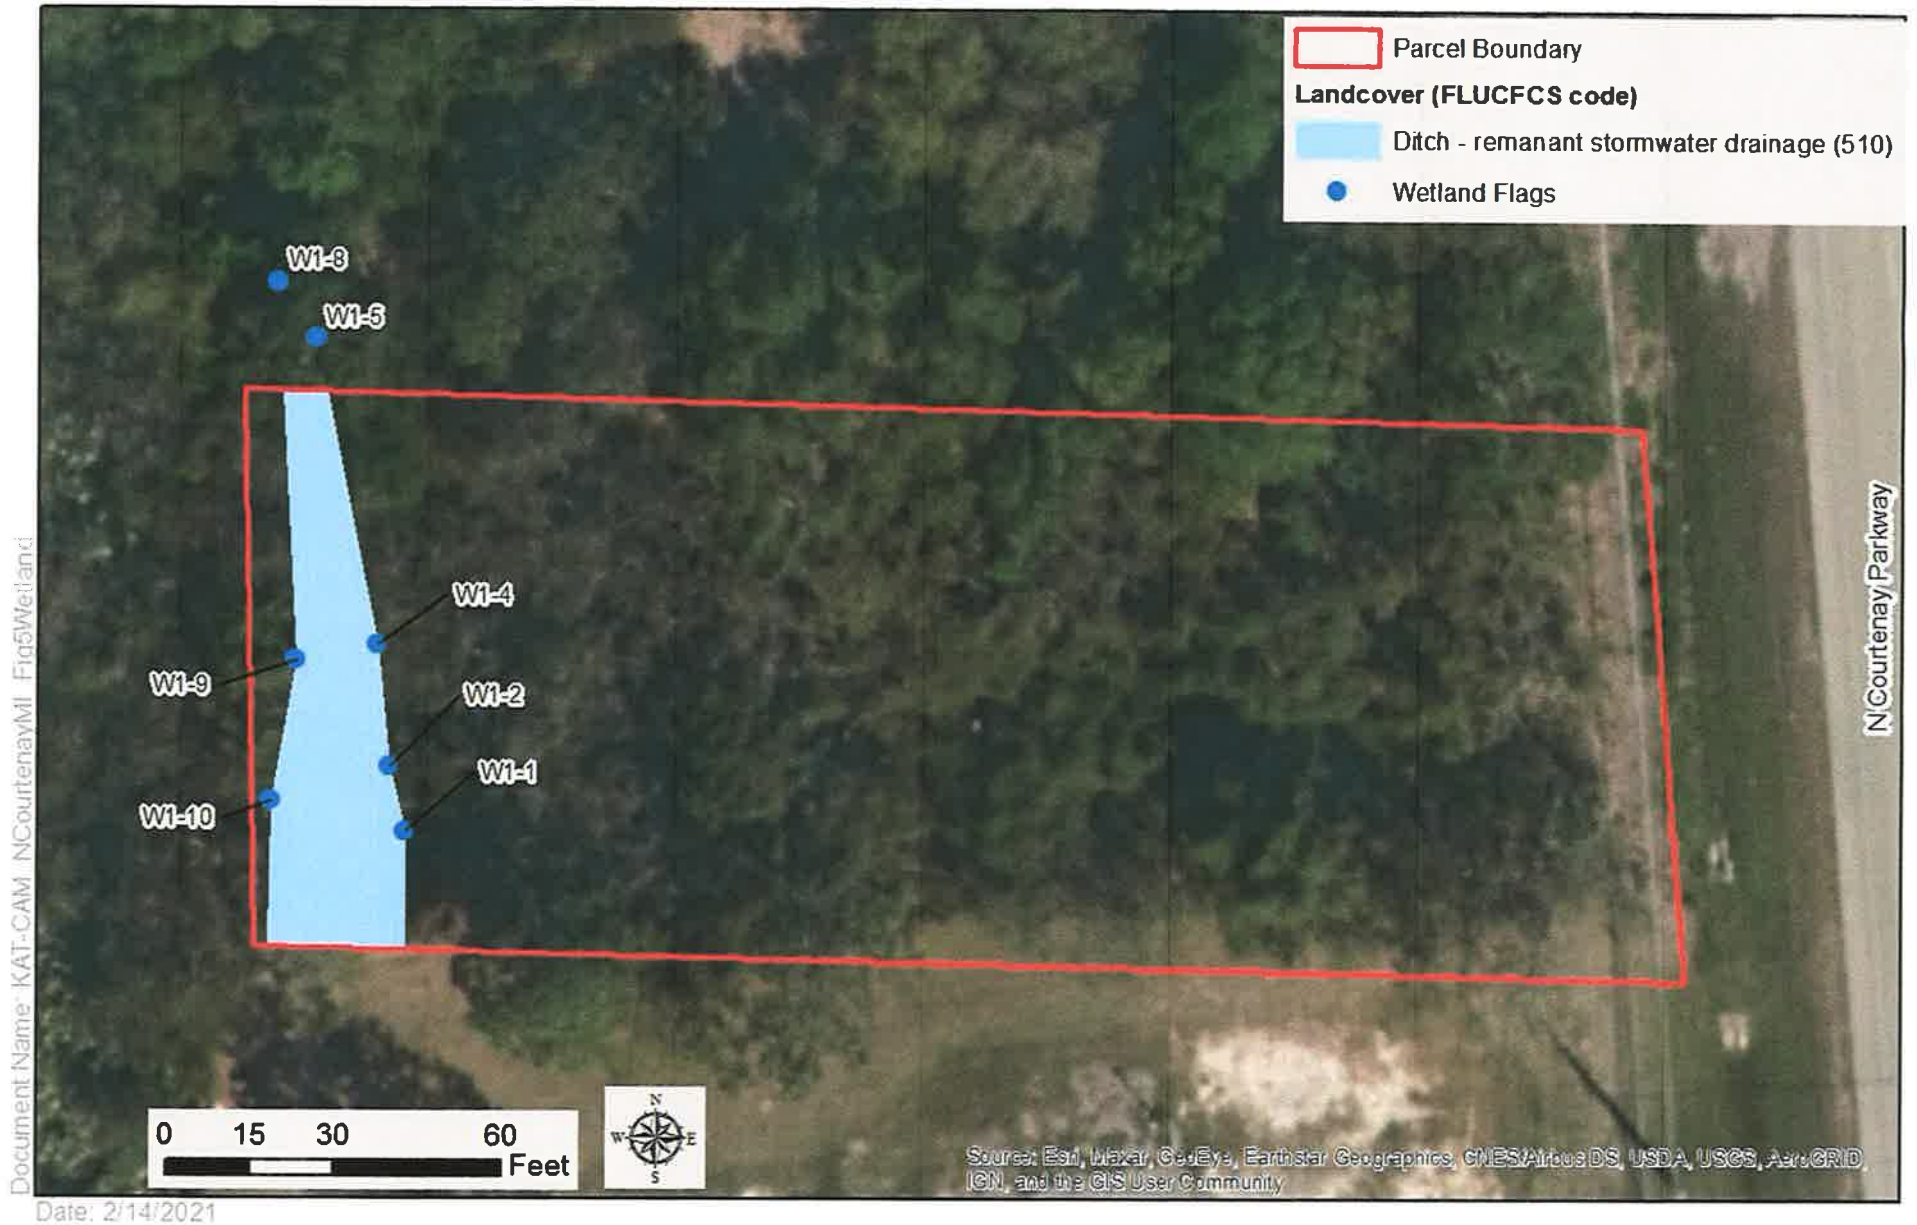 Parcel Boundary
Landcover (FLUCFCS code)
Ditch - remanant stormwater drainage (510)
Wetland Flags
W1-8
W1-5
W1-4
W1-9
W1-2
W1-1
W1-10
N Courtenay Parkway
Document Name: KAT-CAM NCourtenayMI Fig5Wetland
0 15 30 60
Feet
N
W E
S
Source: Esri, Maxar, GeoEye, Earthstar Geographics, CNES/Airbus DS, USDA, USGS, AeroGRID,
IGN, and the GIS User Community
Date: 2/14/2021